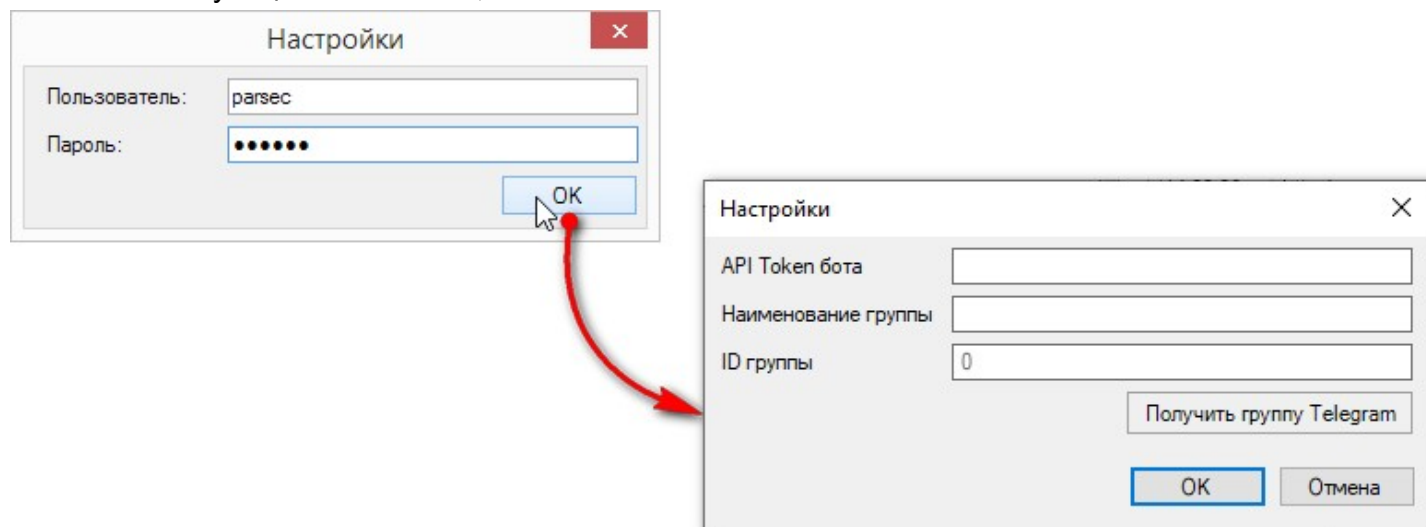 Настройки
Пользователь: parsec
Пароль: ••••••
OK
Настройки
API Token бота
Наименование группы
ID группы 0
Получить группу Telegram
OK Отмена